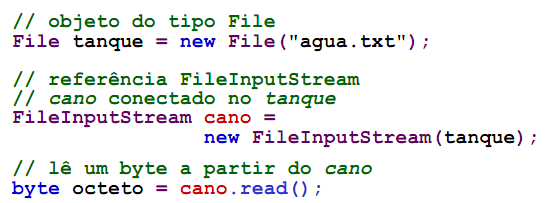 // objeto do tipo File
File tanque = new File("agua.txt");
// referência FileInputStream
// cano conectado no tanque
FileInputStream cano =
new FileInputStream(tanque);
// lê um byte a partir do cano
byte octeto = cano.read();